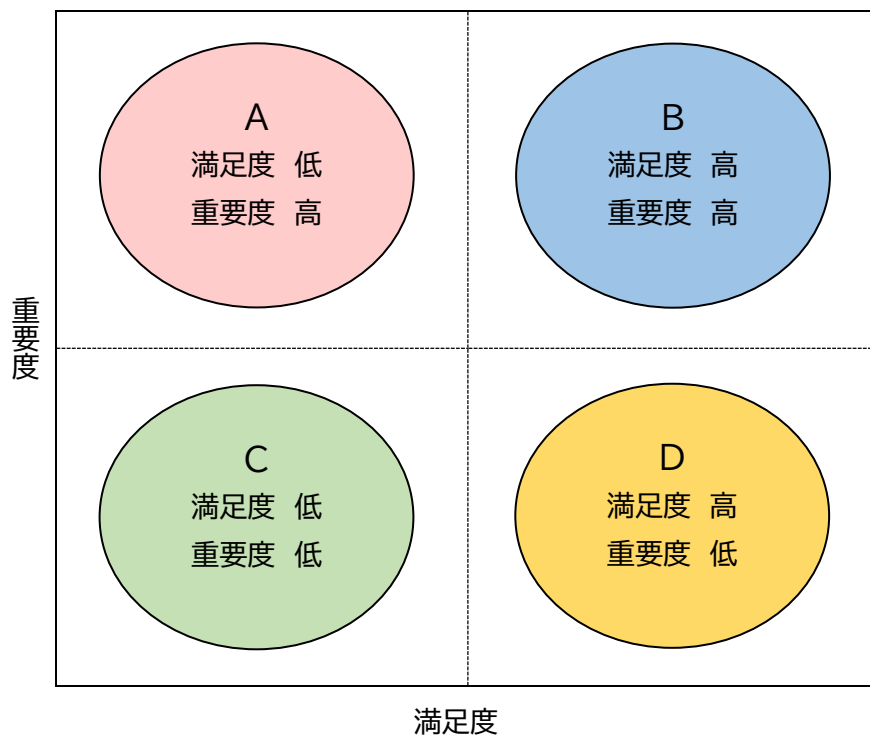 A
満足度 低
重要度 高
B
満足度 高
重要度 高
重要度
C
満足度 低
重要度 低
D
満足度 高
重要度 低
満足度